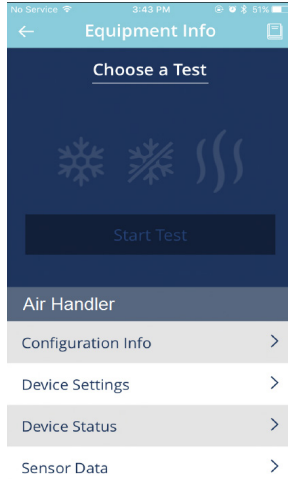 No Service 3:43 PM 51%
Equipment Info
Choose a Test
Start Test
Air Handler
Configuration Info
Device Settings
Device Status
Sensor Data